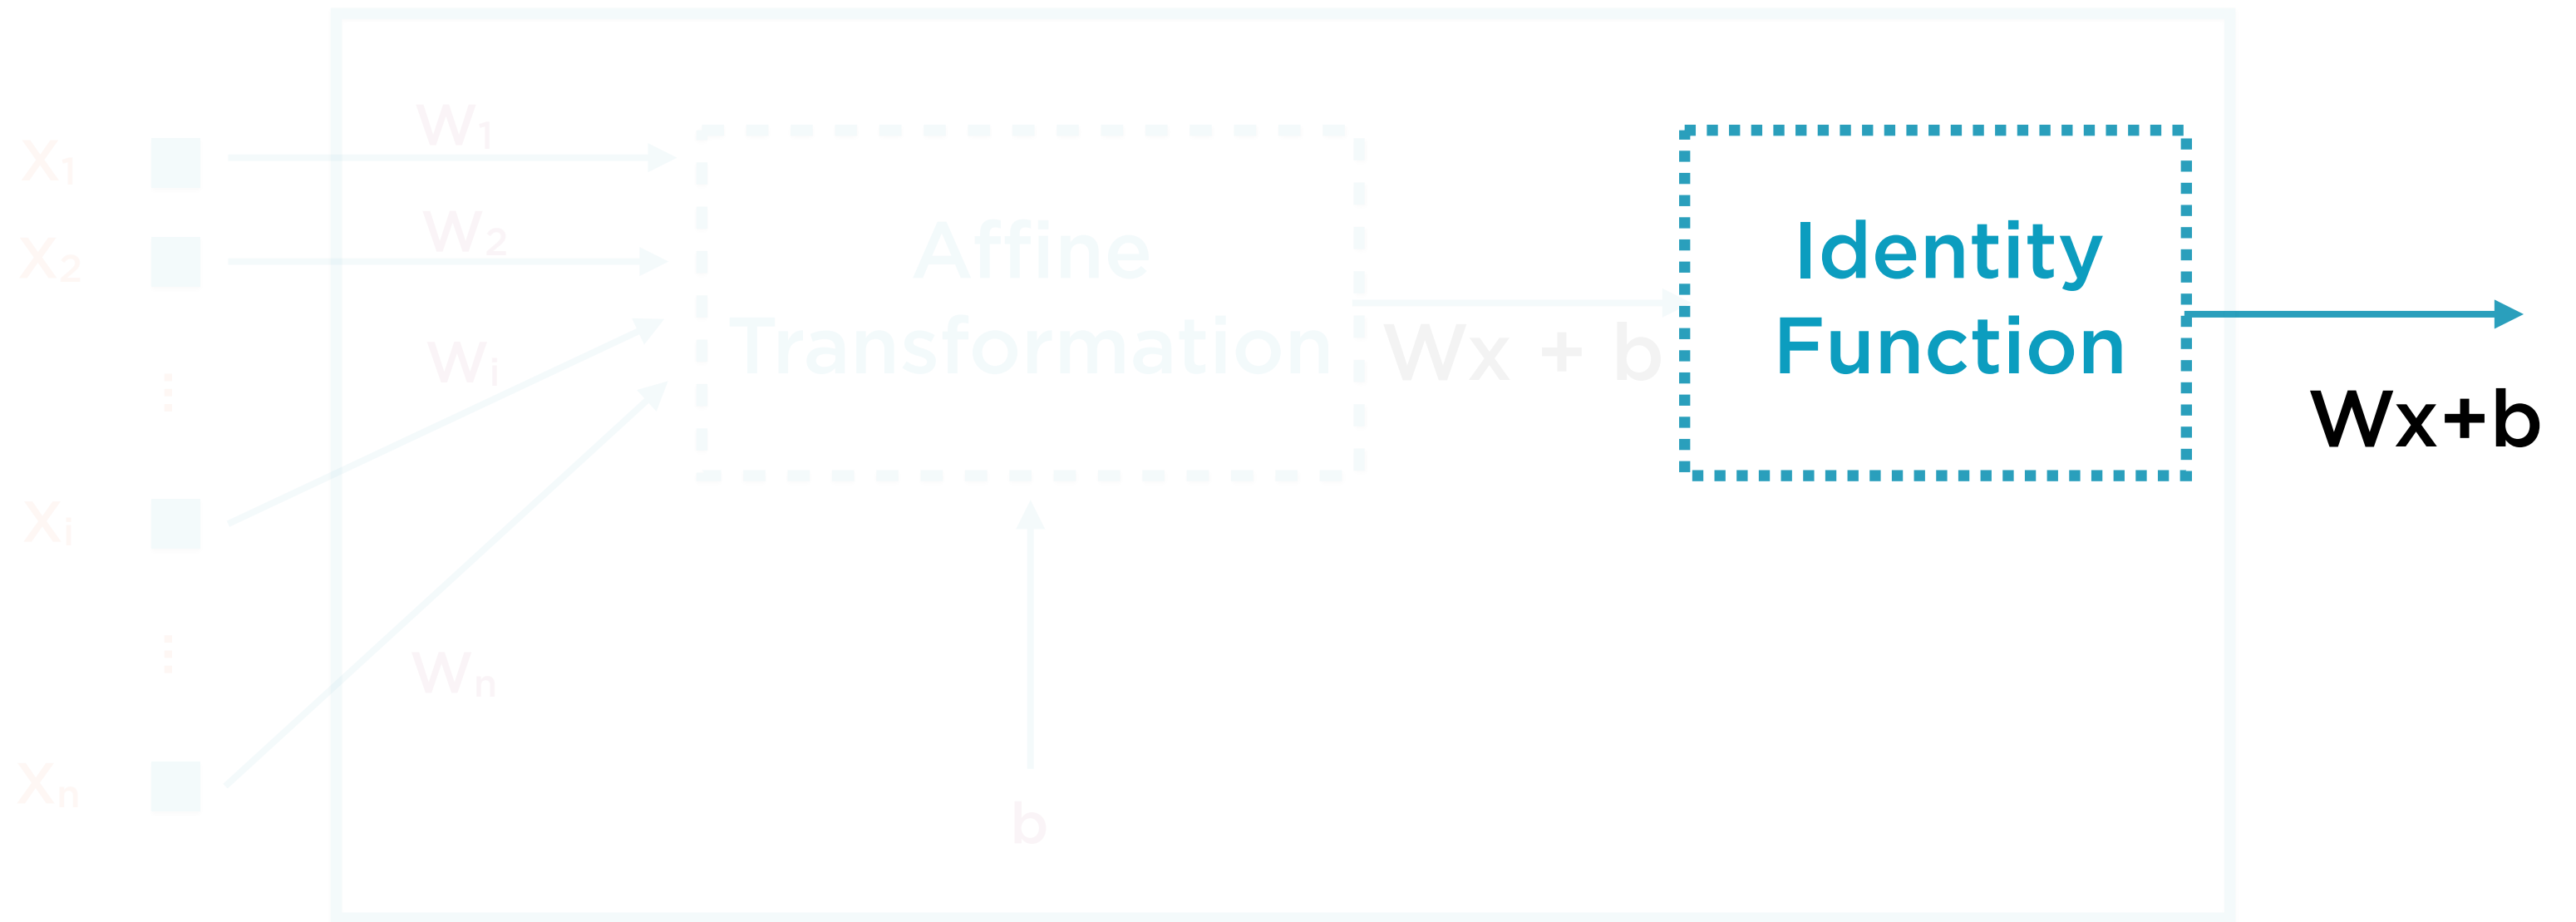 X1
X2
⋮
Xi
⋮
Xn
W1
W2
Wi
Wn
Affine
Transformation
b
Wx + b
Identity
Function
Wx+b